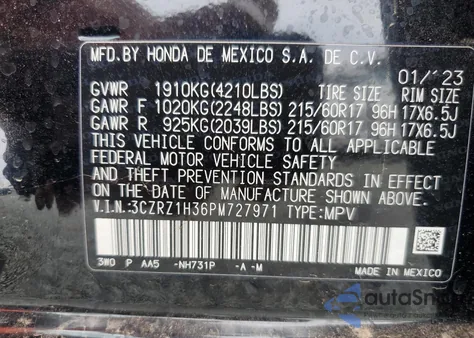 MFD.BY HONDA DE MEXICO S.A. DE C.V.
01/'23
GVWR 1910KG(4210LBS) TIRE SIZE RIM SIZE
GAWR F 1020KG(2248LBS) 215/60R17 96H 17X6.5J
GAWR R 925KG(2039LBS) 215/60R17 96H 17X6.5J
THIS VEHICLE CONFORMS TO ALL APPLICABLE
FEDERAL MOTOR VEHICLE SAFETY
AND THEFT PREVENTION STANDARDS IN EFFECT
ON THE DATE OF MANUFACTURE SHOWN ABOVE.
V.I.N.:3CZRZ1H36PM727971 TYPE:MPV
3W0 P AA5 -NH731P -A -M
MADE IN MEXICO